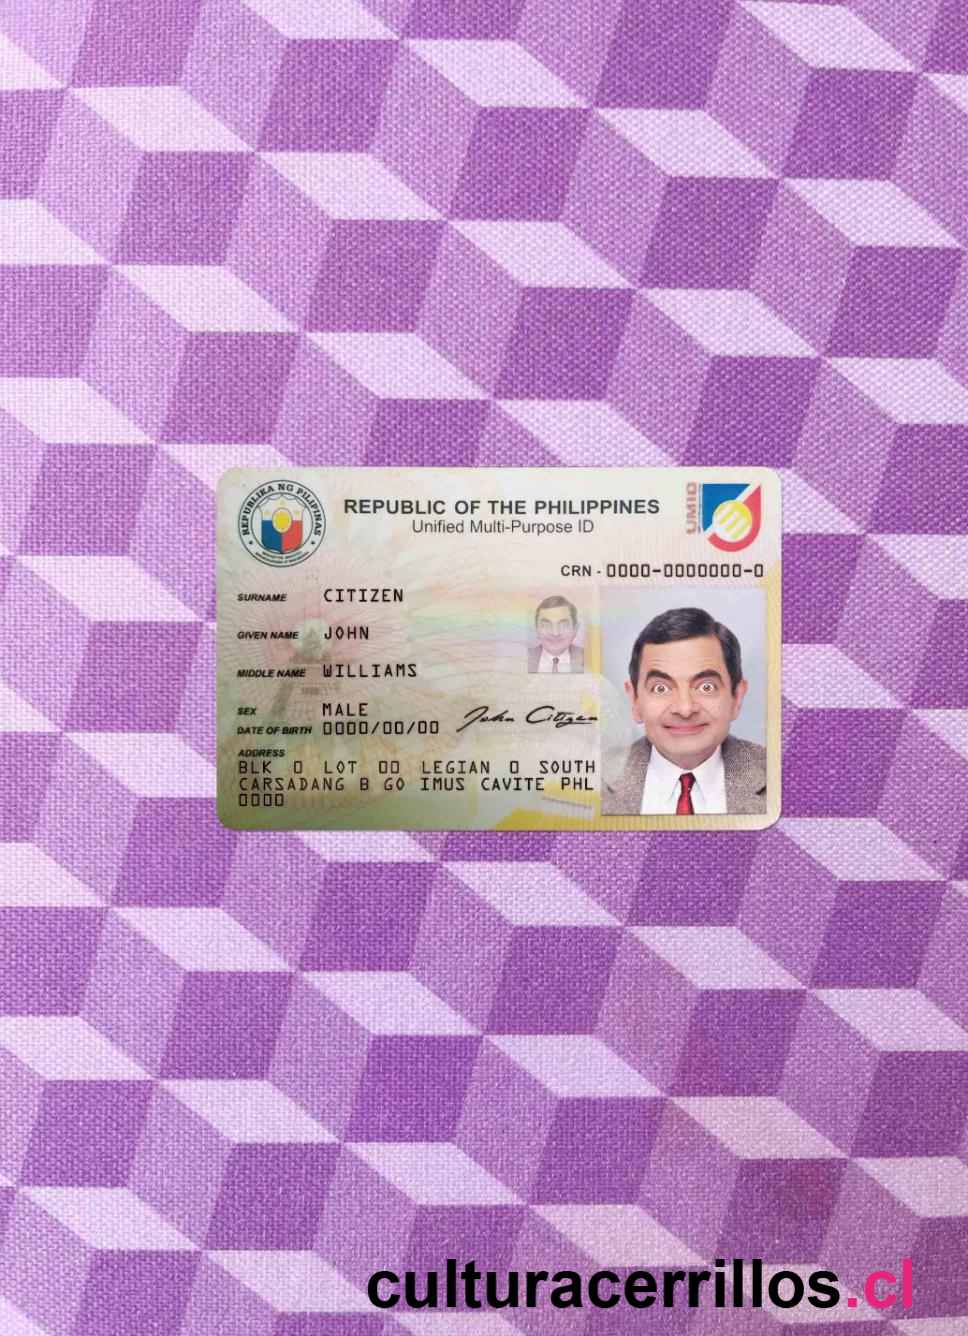 REPUBLIKA NG PILIPINAS
REPUBLIC OF THE PHILIPPINES
Unified Multi-Purpose ID
UMID
CRN - 0000-0000000-0
SURNAME CITIZEN
GIVEN NAME JOHN
MIDDLE NAME WILLIAMS
SEX MALE
DATE OF BIRTH 0000/00/00
John Citizen
ADDRESS
BLK 0 LOT 00 LEGIAN 0 SOUTH
CARSADANG B GO IMUS CAVITE PHL
0000
culturacerrillos.cl